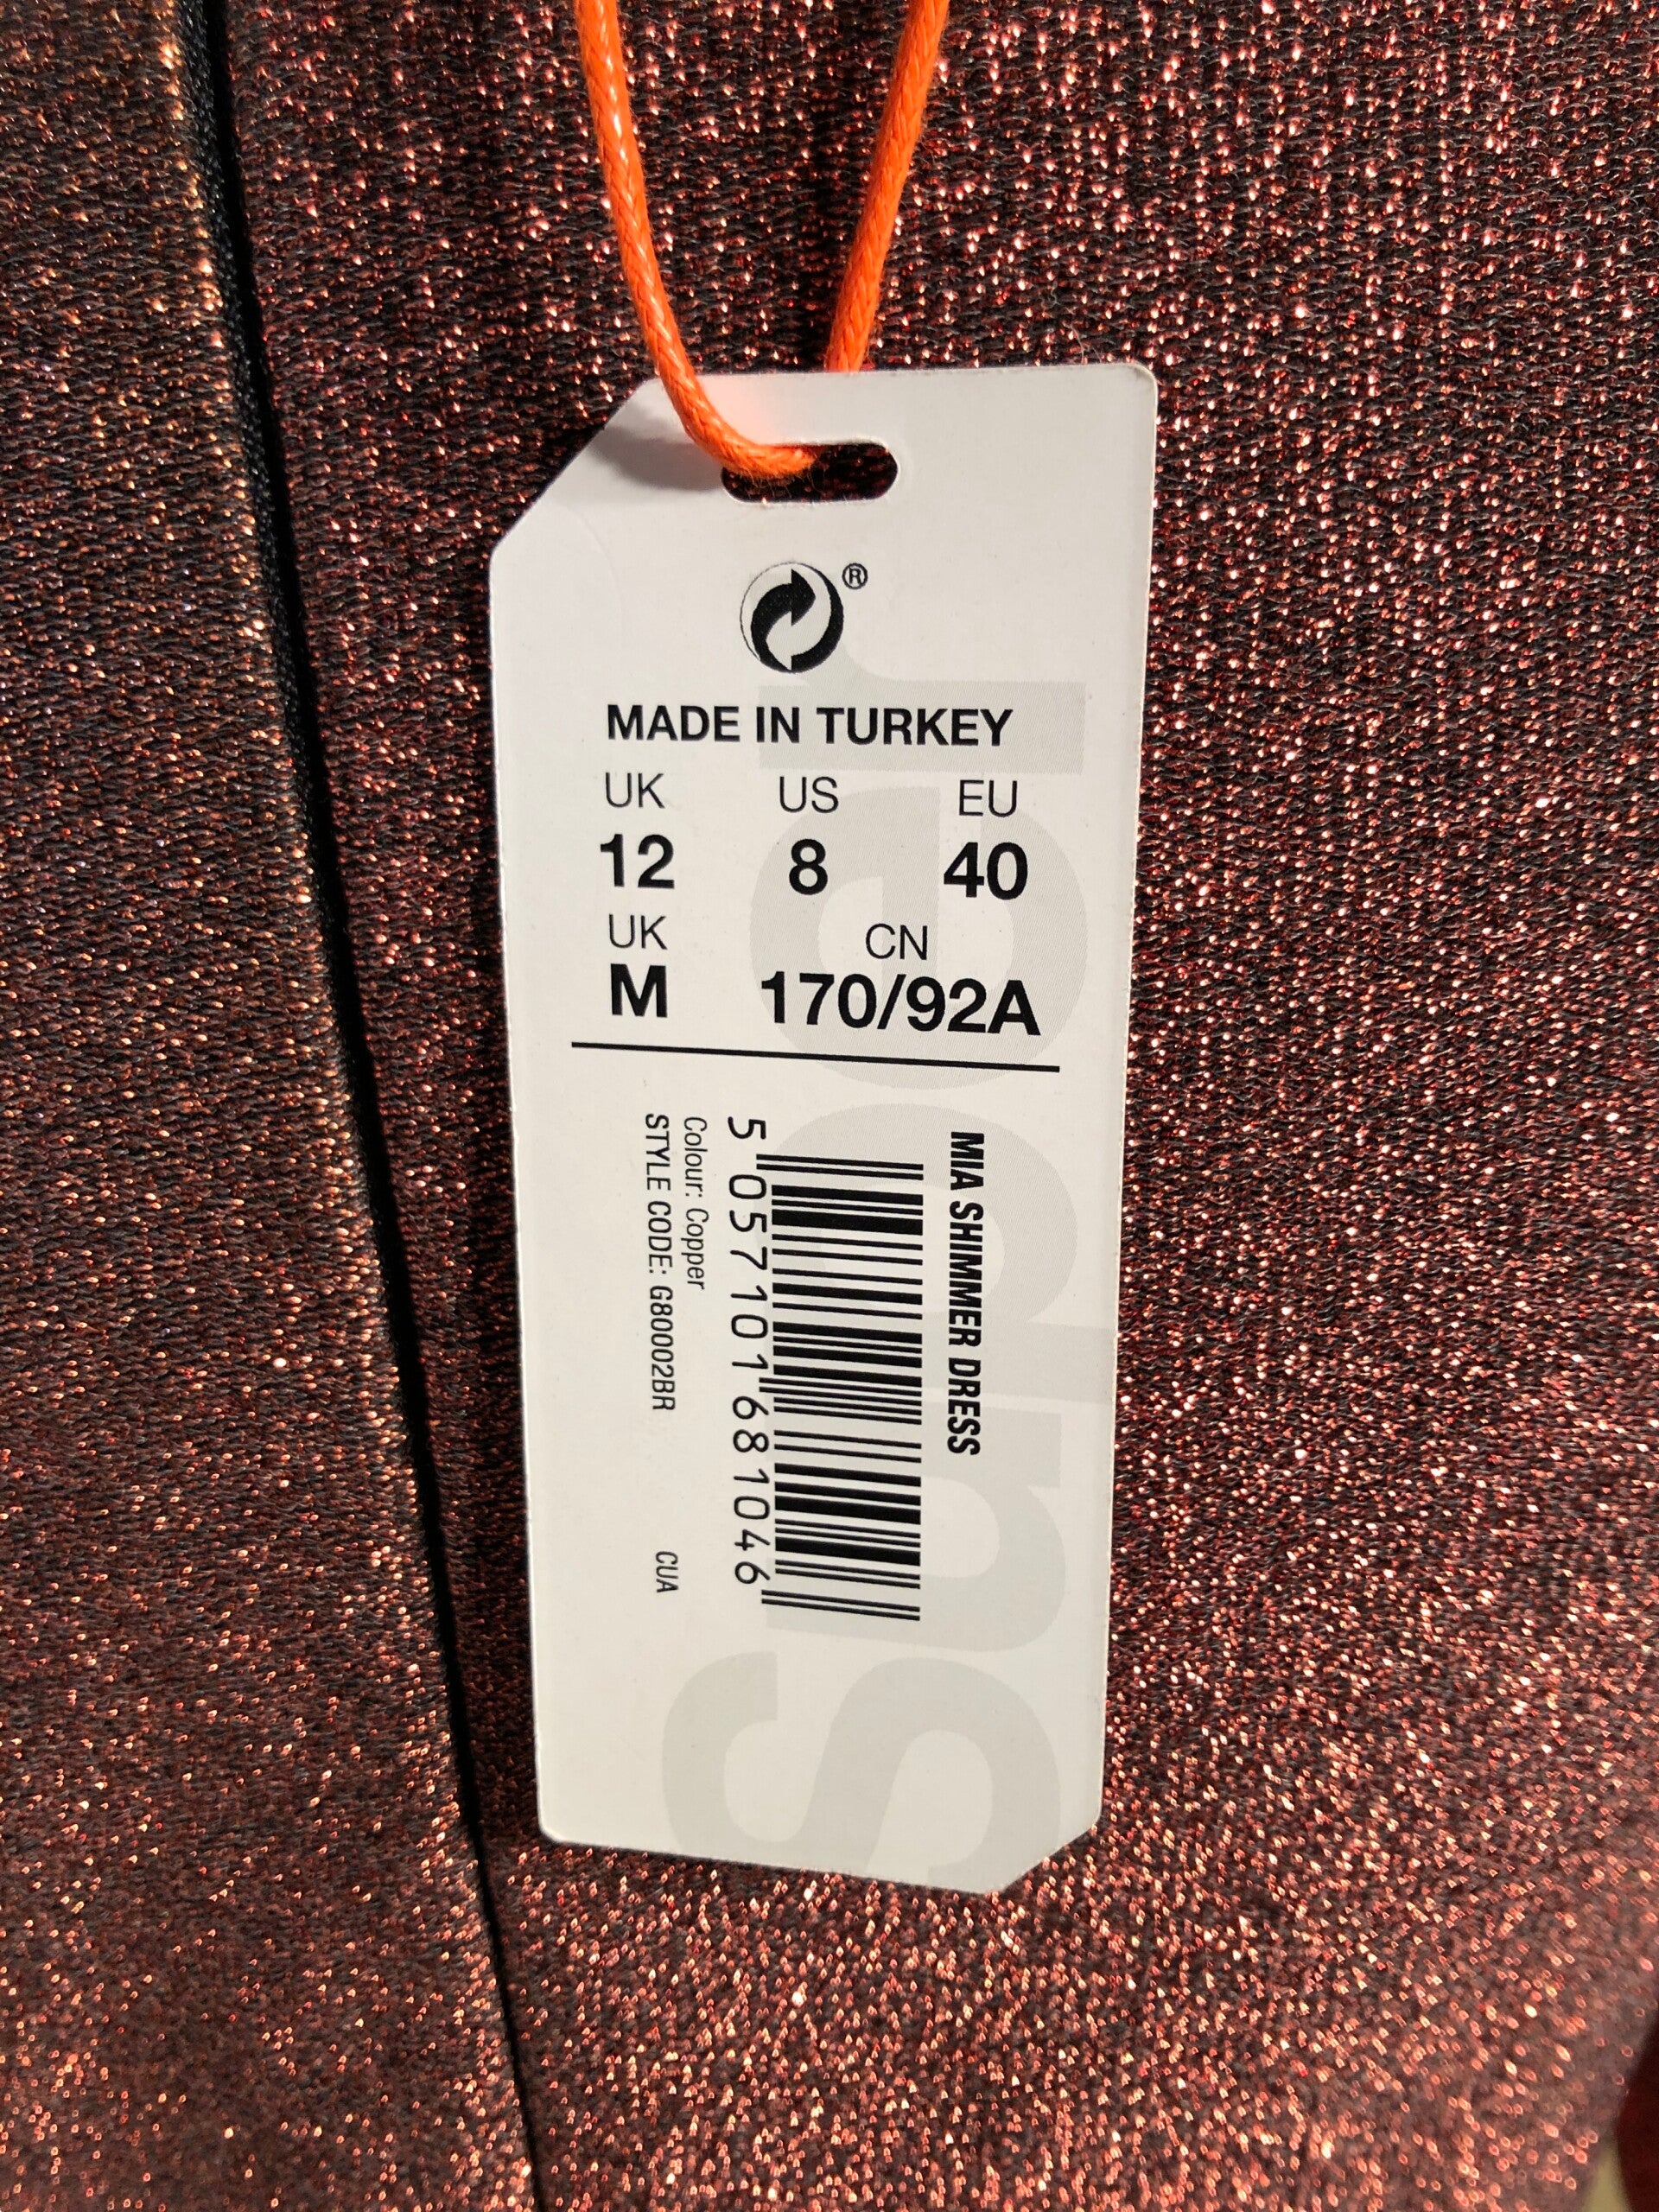 ®
MADE IN TURKEY
UK US EU
12 8 40
UK CN
M 170/92A
MIA SHIMMER DRESS
5 057101 681046
Colour: Copper
STYLE CODE: G80002BR CUA